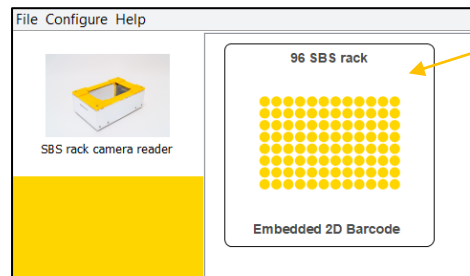 File Configure Help
96 SBS rack
SBS rack camera reader
Embedded 2D Barcode